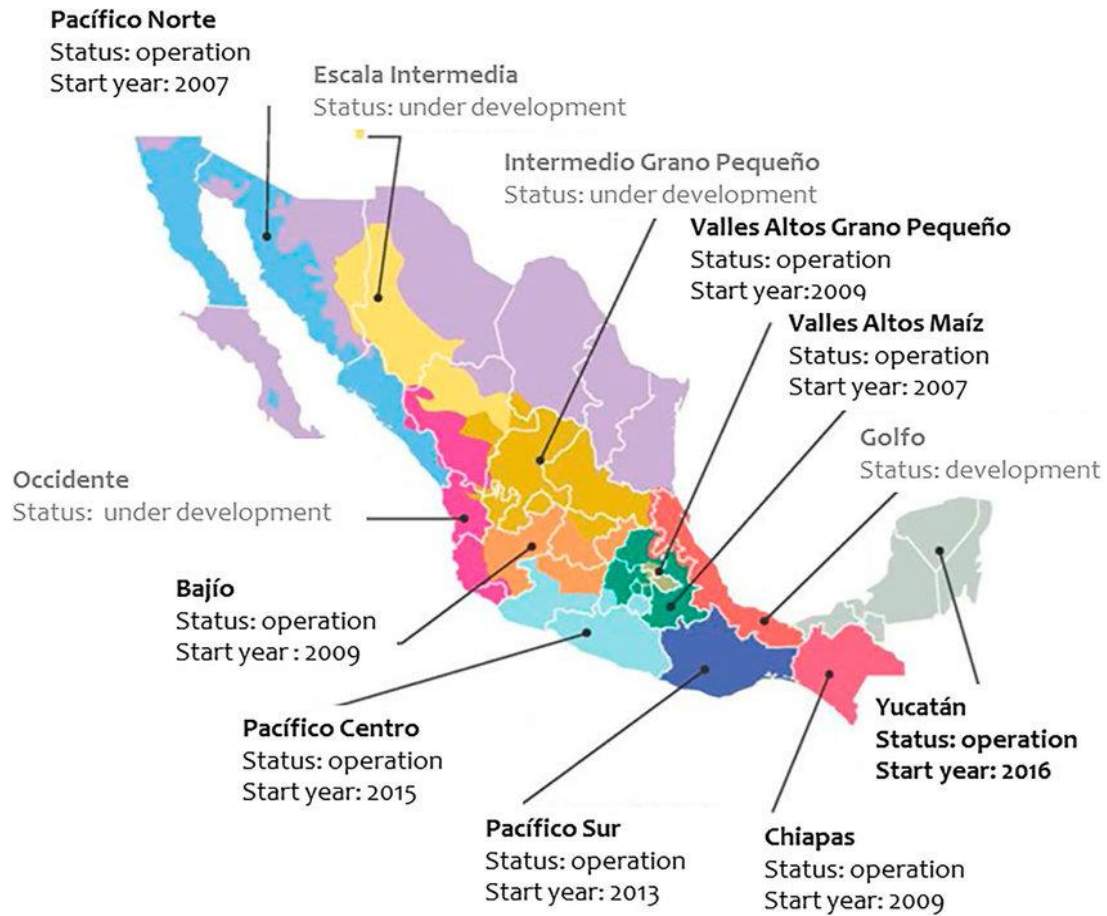 Pacífico Norte
Status: operation
Start year: 2007
Escala Intermedia
Status: under development
Intermedio Grano Pequeño
Status: under development
Valles Altos Grano Pequeño
Status: operation
Start year:2009
Valles Altos Maíz
Status: operation
Start year: 2007
Golfo
Status: development
Occidente
Status: under development
Bajío
Status: operation
Start year : 2009
Pacífico Centro
Status: operation
Start year: 2015
Pacífico Sur
Status: operation
Start year: 2013
Chiapas
Status: operation
Start year: 2009
Yucatán
Status: operation
Start year: 2016